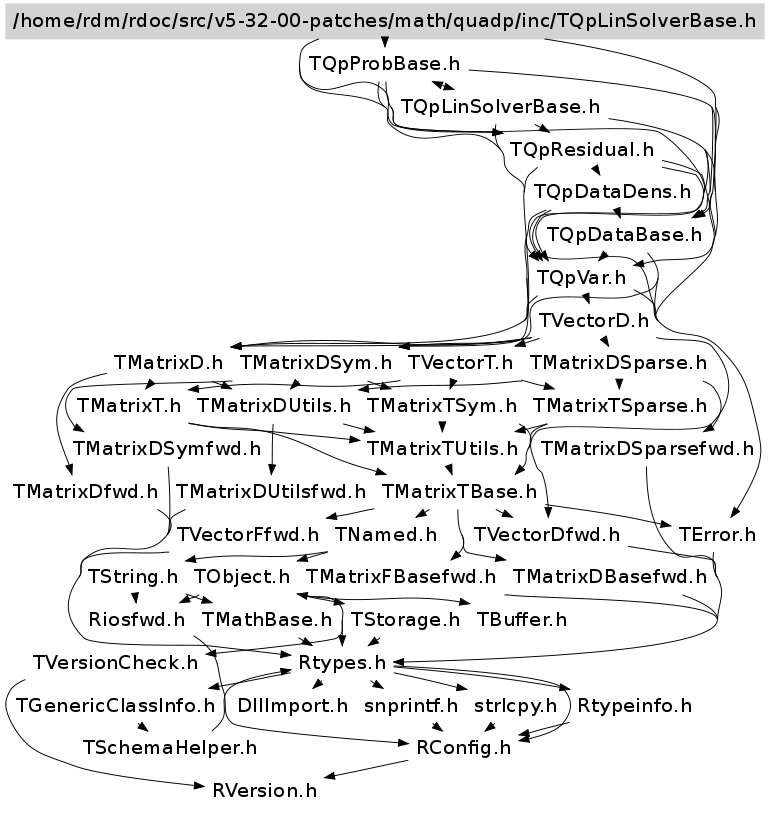 /home/rdm/rdoc/src/v5-32-00-patches/math/quadp/inc/TQpLinSolverBase.h
TQpProbBase.h
TQpLinSolverBase.h
TQpResidual.h
TQpDataDens.h
TQpDataBase.h
TQpVar.h
TVectorD.h
TMatrixD.h TMatrixDSym.h TVectorT.h TMatrixDSparse.h
TMatrixT.h TMatrixDUtils.h TMatrixTSym.h TMatrixTSparse.h
TMatrixDSymfwd.h TMatrixTUtils.h TMatrixDSparsefwd.h
TMatrixDfwd.h TMatrixDUtilsfwd.h TMatrixTBase.h
TVectorFfwd.h TNamed.h TVectorDfwd.h TError.h
TString.h TObject.h TMatrixFBasefwd.h TMatrixDBasefwd.h
Riosfwd.h TMathBase.h TStorage.h TBuffer.h
TVersionCheck.h Rtypes.h
TGenericClassInfo.h DllImport.h snprintf.h strlcpy.h Rtypeinfo.h
TSchemaHelper.h RConfig.h
RVersion.h